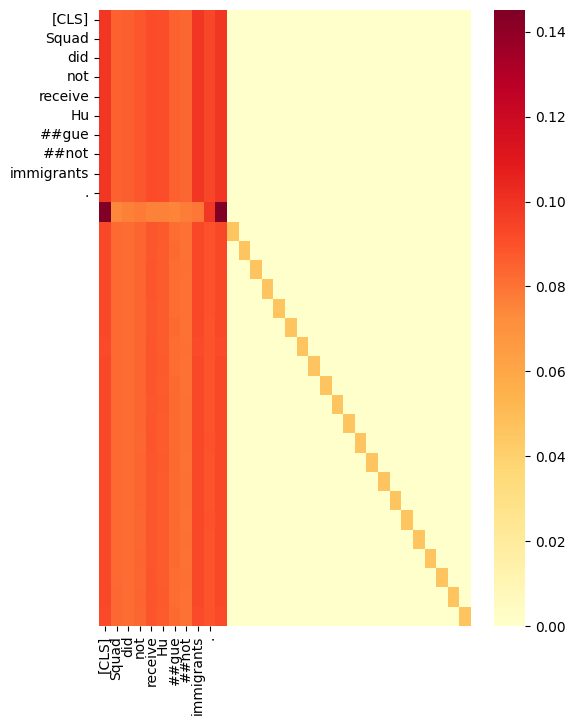 [CLS]
Squad
did
not
receive
Hu
##gue
##not
immigrants
.
0.14
0.12
0.10
0.08
0.06
0.04
0.02
0.00
[CLS]
Squad
did
not
receive
Hu
##gue
##not
immigrants
.